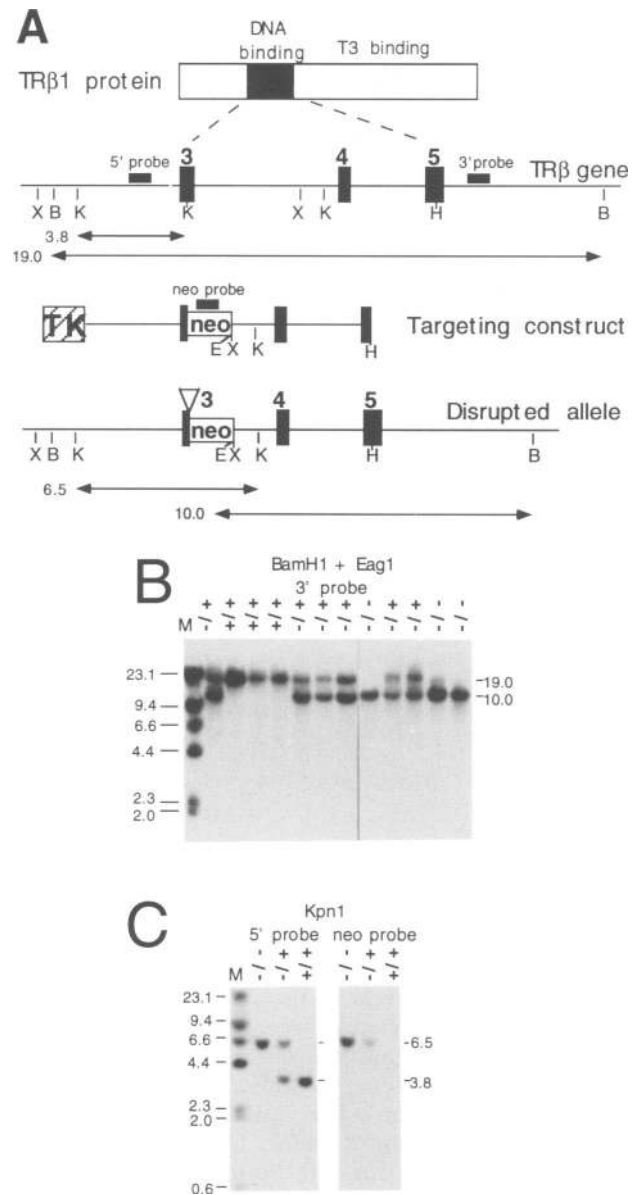 A
DNA
binding
T3 binding
TRβ1 protein
5' probe
3
4
5
3' probe
TRβ gene
X B K
K
X K
H
B
3.8
19.0
neo probe
TK
neo
Targeting construct
E X K
H
3
4
5
Disrupted allele
neo
X B K
E X K
H
B
6.5
10.0
B
BamH1 + Eag1
3' probe
+ + + + + + + - + + - -
/ / / / / / / / / / / /
M - + + + - - - - - - - -
23.1
9.4
6.6
4.4
2.3
2.0
19.0
10.0
C
Kpn1
5' probe neo probe
- + + - + +
/ / / / / /
M - - + - - +
23.1
9.4
6.6
4.4
2.3
2.0
0.6
-6.5
-3.8